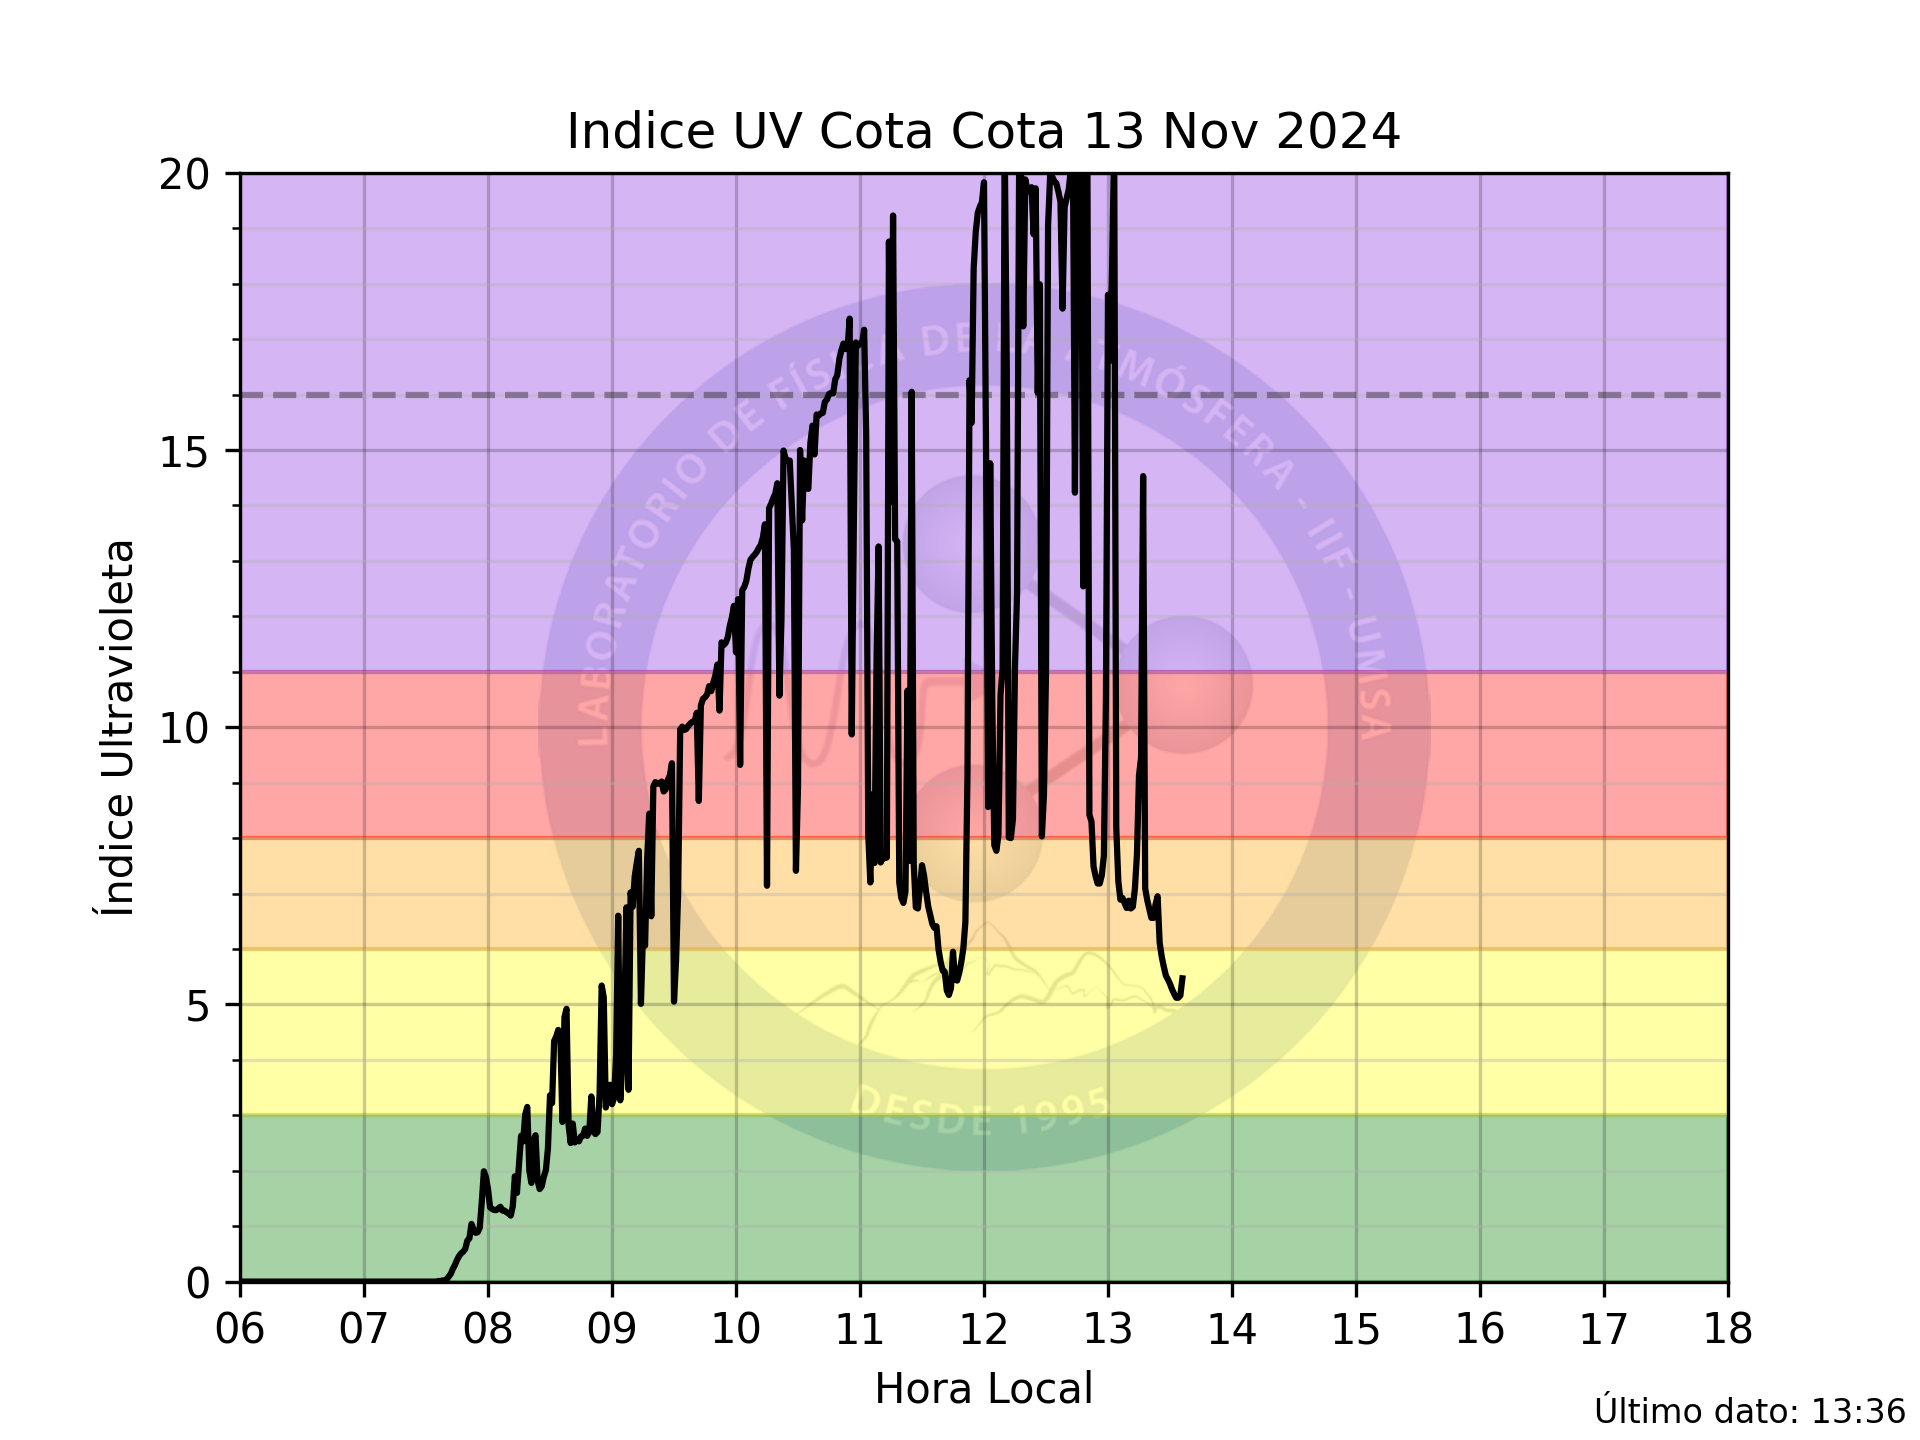 Indice UV Cota Cota 13 Nov 2024
20
15
10
5
0
Índice Ultravioleta
LABORATORIO DE FÍSICA DE LA ATMÓSFERA - IIF - UMSA
DESDE 1995
06 07 08 09 10 11 12 13 14 15 16 17 18
Hora Local
Último dato: 13:36